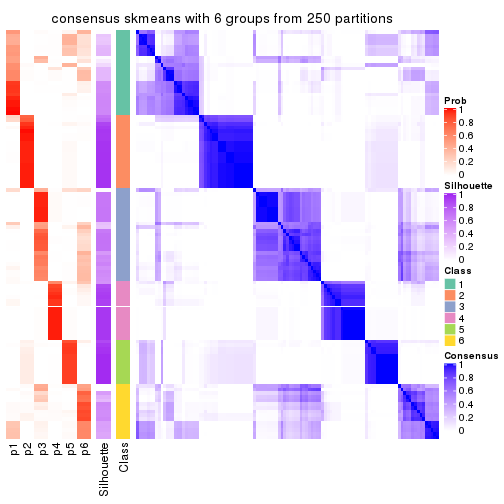 consensus skmeans with 6 groups from 250 partitions
Prob
1
0.8
0.6
0.4
0.2
0
Silhouette
1
0.8
0.6
0.4
0.2
0
Class
1
2
3
4
5
6
Consensus
1
0.8
0.6
0.4
0.2
0
p1
p2
p3
p4
p5
p6
Silhouette
Class